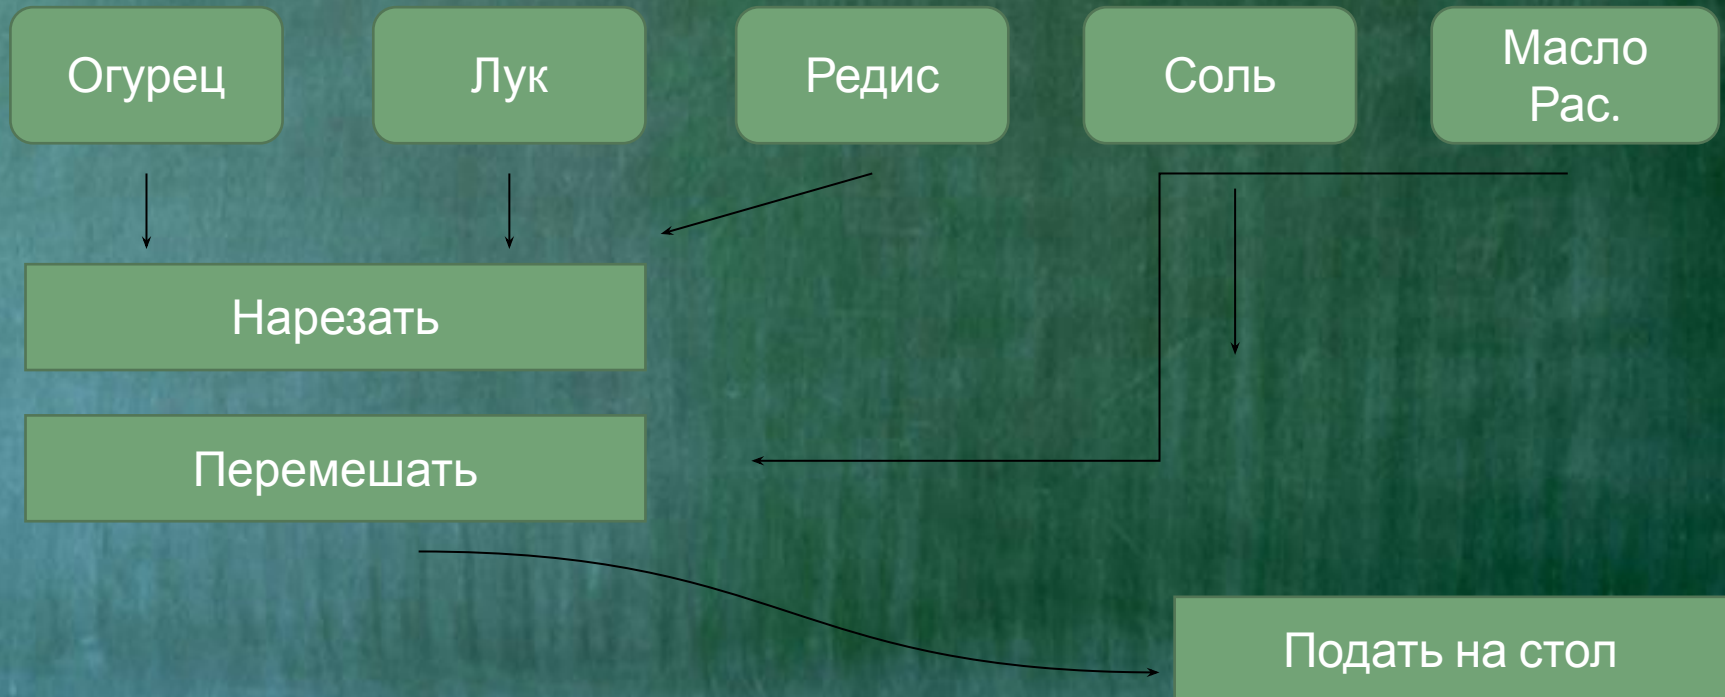 Огурец
Лук
Редис
Соль
Масло
Рас.
Нарезать
Перемешать
Подать на стол